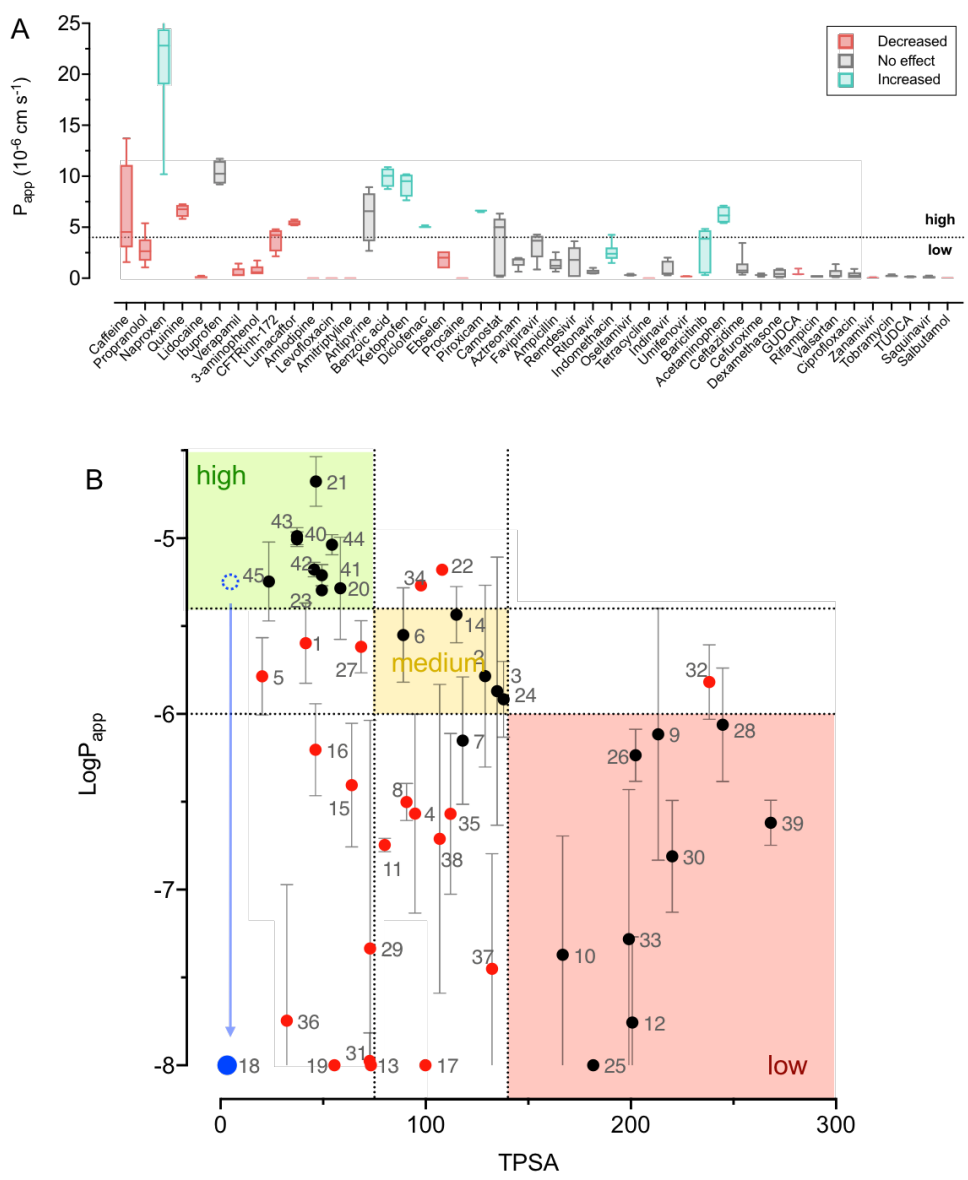 A
P_app (10^-6 cm s^-1)
25
20
15
10
5
0
Decreased
No effect
Increased
high
low
Caffeine
Propranolol
Naproxen
Quinine
Lidocaine
Ibuprofen
Verapamil
3-aminophenol
CFTRinh-172
Lumacaftor
Amlodipine
Levofloxacin
Amitriptyline
Antipyrine
Benzoic acid
Ketoprofen
Diclofenac
Ebselen
Procaine
Piroxicam
Camostat
Aztreonam
Favipiravir
Ampicillin
Remdesivir
Ritonavir
Indomethacin
Oseltamivir
Tetracycline
Indinavir
Umifenovir
Baricitinib
Acetaminophen
Ceftazidime
Cefuroxime
Dexamethasone
GUDCA
Rifampicin
Valsartan
Ciprofloxacin
Zanamivir
Tobramycin
TUDCA
Saquinavir
Salbutamol
B
LogP_app
-5
-6
-7
-8
high
21
43
40
44
42
41
45
23
20
34
22
1
6
14
5
27
medium
2
3
24
32
16
7
26
9
28
15
8
4
35
39
11
38
30
29
37
33
10
36
12
18
19
31
13
17
25
low
0
100
200
300
TPSA